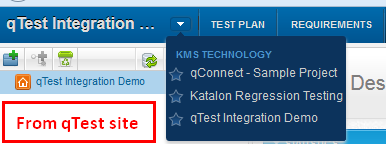 qTest Integration ...
TEST PLAN
REQUIREMENTS
KMS TECHNOLOGY
qConnect - Sample Project
Katalon Regression Testing
qTest Integration Demo
qTest Integration Demo
Des
From qTest site